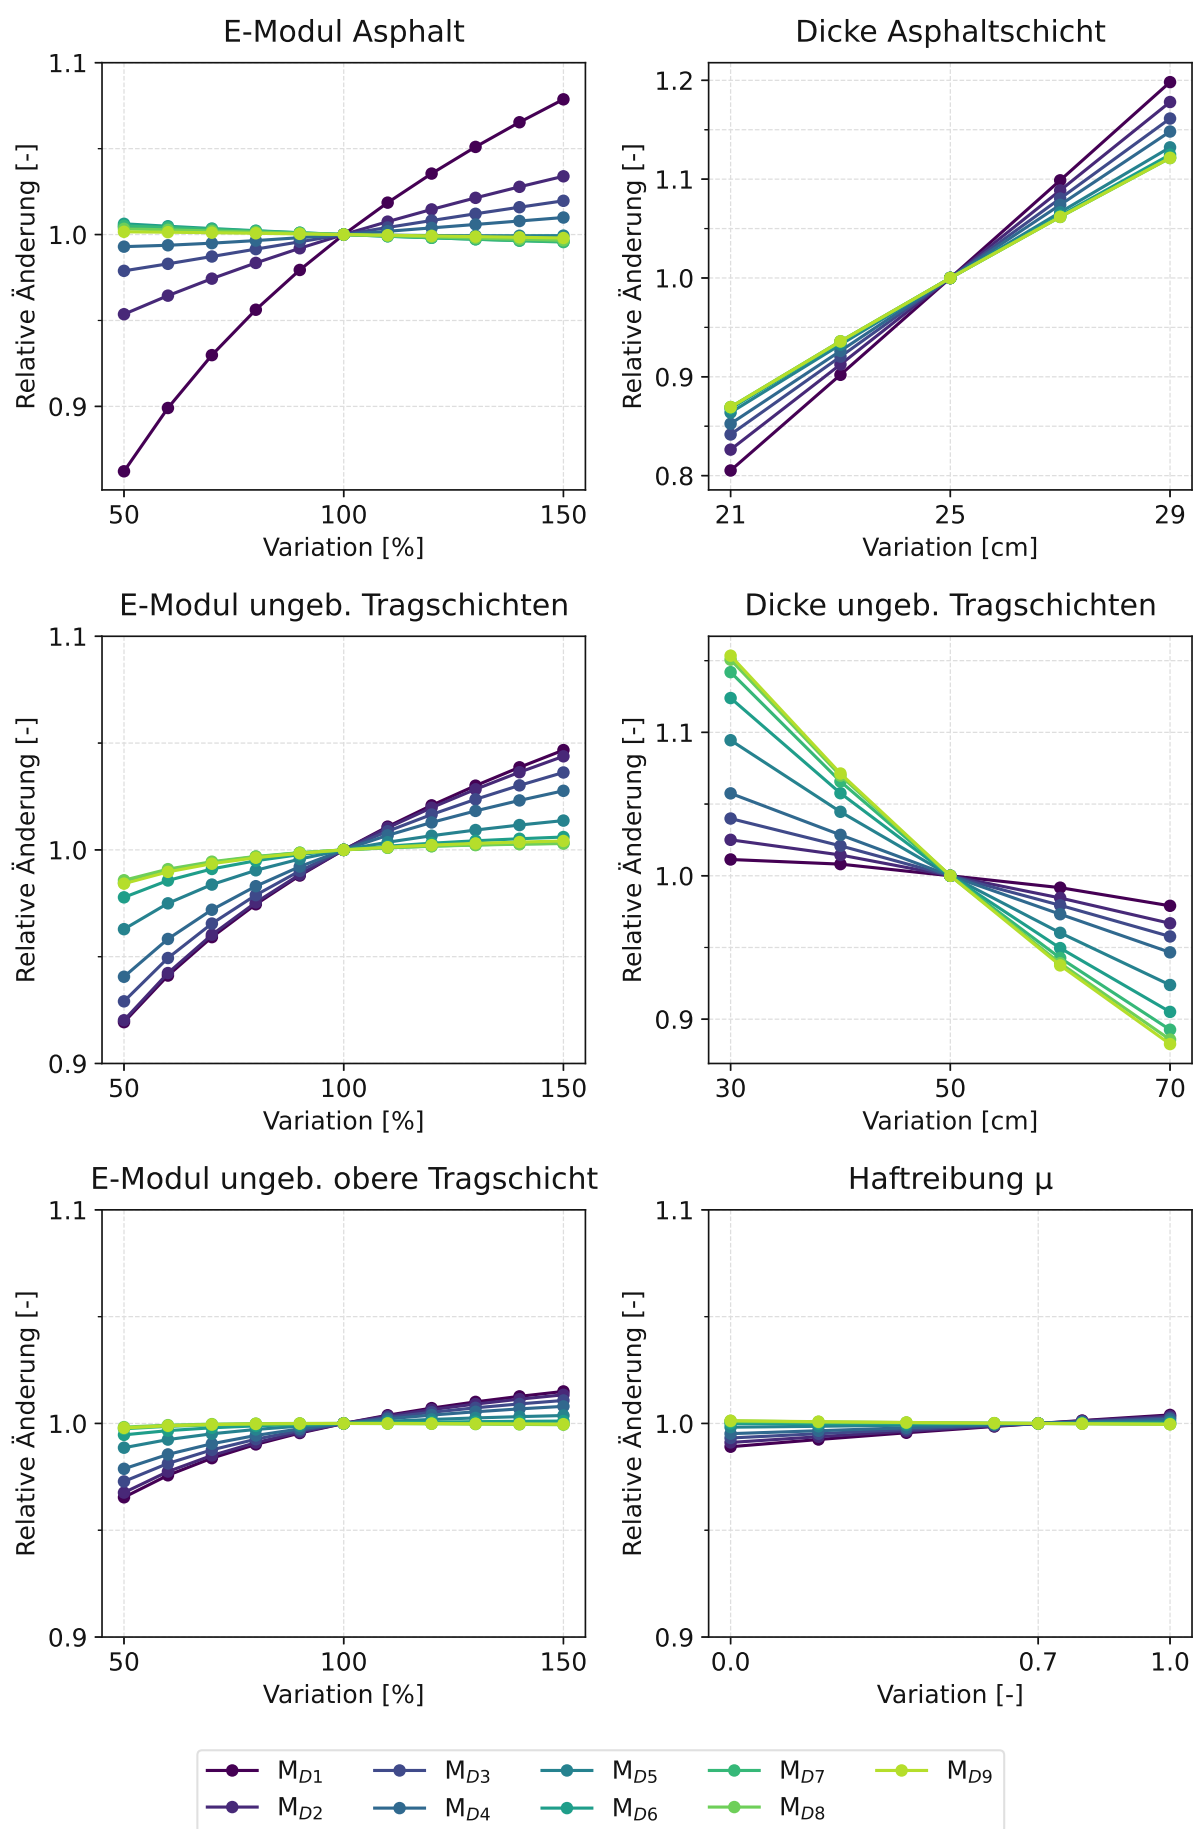 E-Modul Asphalt
1.1
1.0
0.9
Relative Änderung [-]
50
100
150
Variation [%]
Dicke Asphaltschicht
1.2
1.1
1.0
0.9
0.8
Relative Änderung [-]
21
25
29
Variation [cm]
E-Modul ungeb. Tragschichten
1.1
1.0
0.9
Relative Änderung [-]
50
100
150
Variation [%]
Dicke ungeb. Tragschichten
1.1
1.0
0.9
Relative Änderung [-]
30
50
70
Variation [cm]
E-Modul ungeb. obere Tragschicht
1.1
1.0
0.9
Relative Änderung [-]
50
100
150
Variation [%]
Haftreibung µ
1.1
1.0
0.9
Relative Änderung [-]
0.0
0.7
1.0
Variation [-]
M_D1
M_D2
M_D3
M_D4
M_D5
M_D6
M_D7
M_D8
M_D9